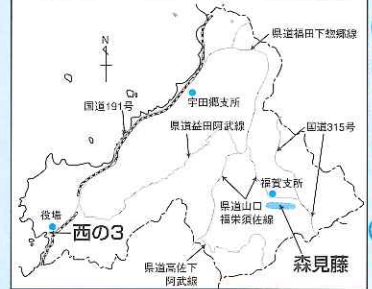 県道福田下惣郷線
N
宇田郷支所
国道191号
県道益田阿武線
国道315号
福賀支所
県道山口
福栄須佐線
役場
西の3
森見藤
県道高佐下
阿武線